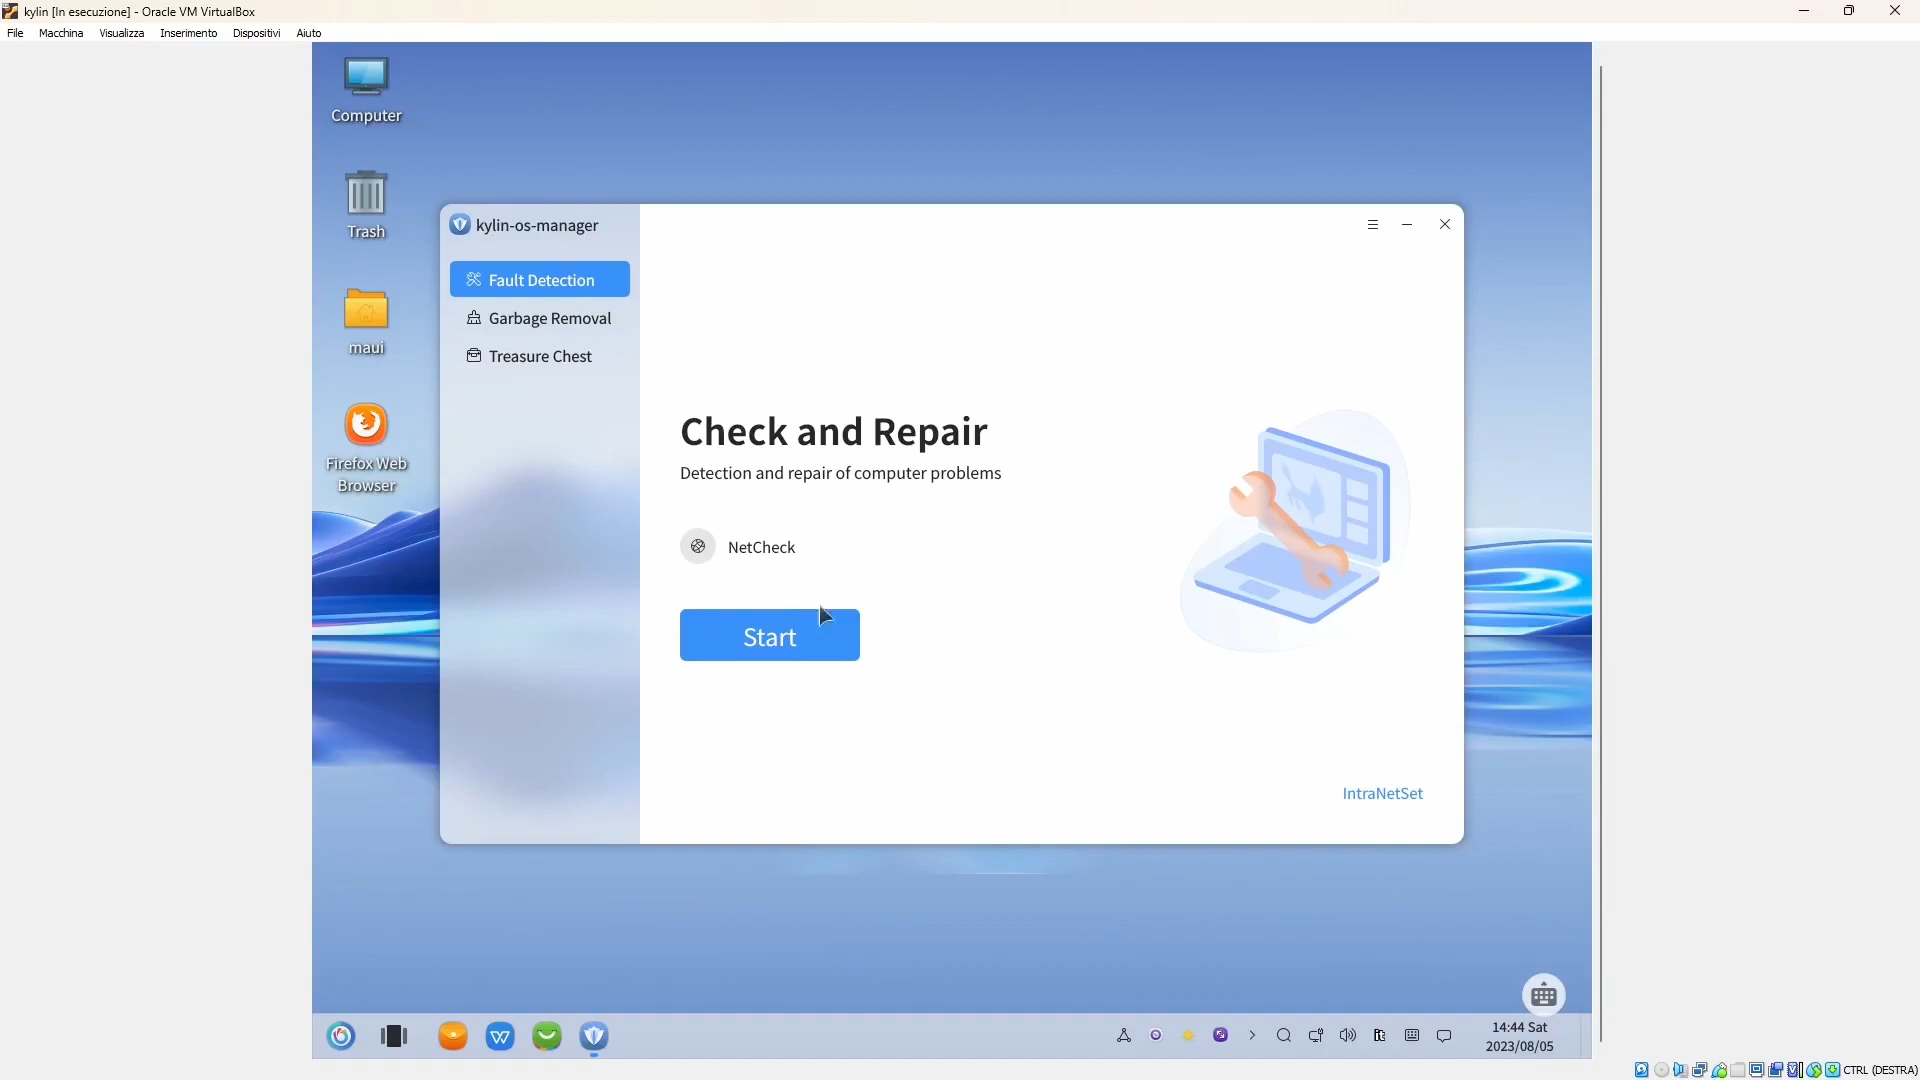 kylin [In esecuzione] - Oracle VM VirtualBox
File Macchina Visualizza Inserimento Dispositivi Aiuto
Computer
Trash
maui
Firefox Web
Browser
kylin-os-manager
Fault Detection
Garbage Removal
Treasure Chest
Check and Repair
Detection and repair of computer problems
NetCheck
Start
IntraNetSet
W
it
14:44 Sat
2023/08/05
CTRL (DESTRA)